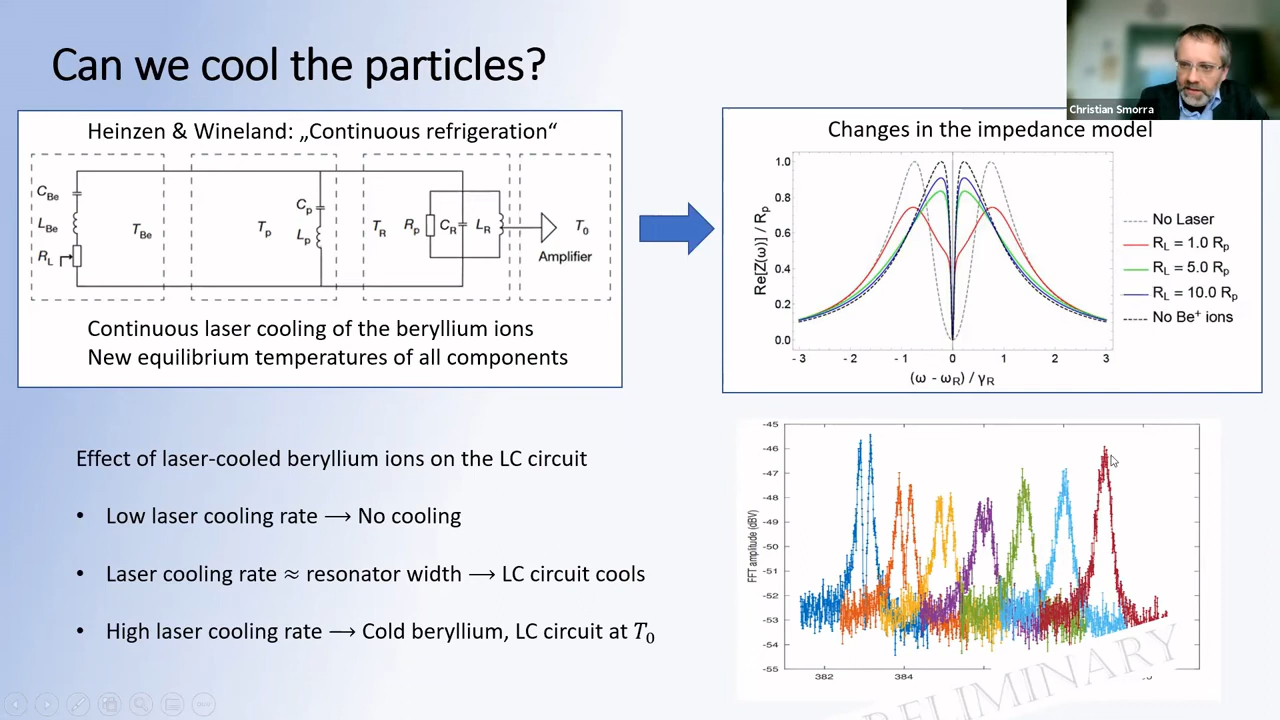 Can we cool the particles?
Christian Smorra
Heinzen & Wineland: „Continuous refrigeration“
C_Be
L_Be
R_L
T_Be
C_p
L_p
T_p
T_R
R_p
C_R
L_R
T_0
Amplifier
Continuous laser cooling of the beryllium ions
New equilibrium temperatures of all components
Changes in the impedance model
Re[Z(ω)] / R_p
1.0
0.8
0.6
0.4
0.2
0.0
- 3
- 2
- 1
0
1
2
3
(ω - ω_R) / γ_R
No Laser
R_L = 1.0 R_p
R_L = 5.0 R_p
R_L = 10.0 R_p
No Be⁺ ions
Effect of laser-cooled beryllium ions on the LC circuit
• Low laser cooling rate ⟶ No cooling
• Laser cooling rate ≈ resonator width ⟶ LC circuit cools
• High laser cooling rate ⟶ Cold beryllium, LC circuit at T_0
FFT amplitude (dBV)
-45
-46
-47
-48
-49
-50
-51
-52
-53
-54
-55
382
384